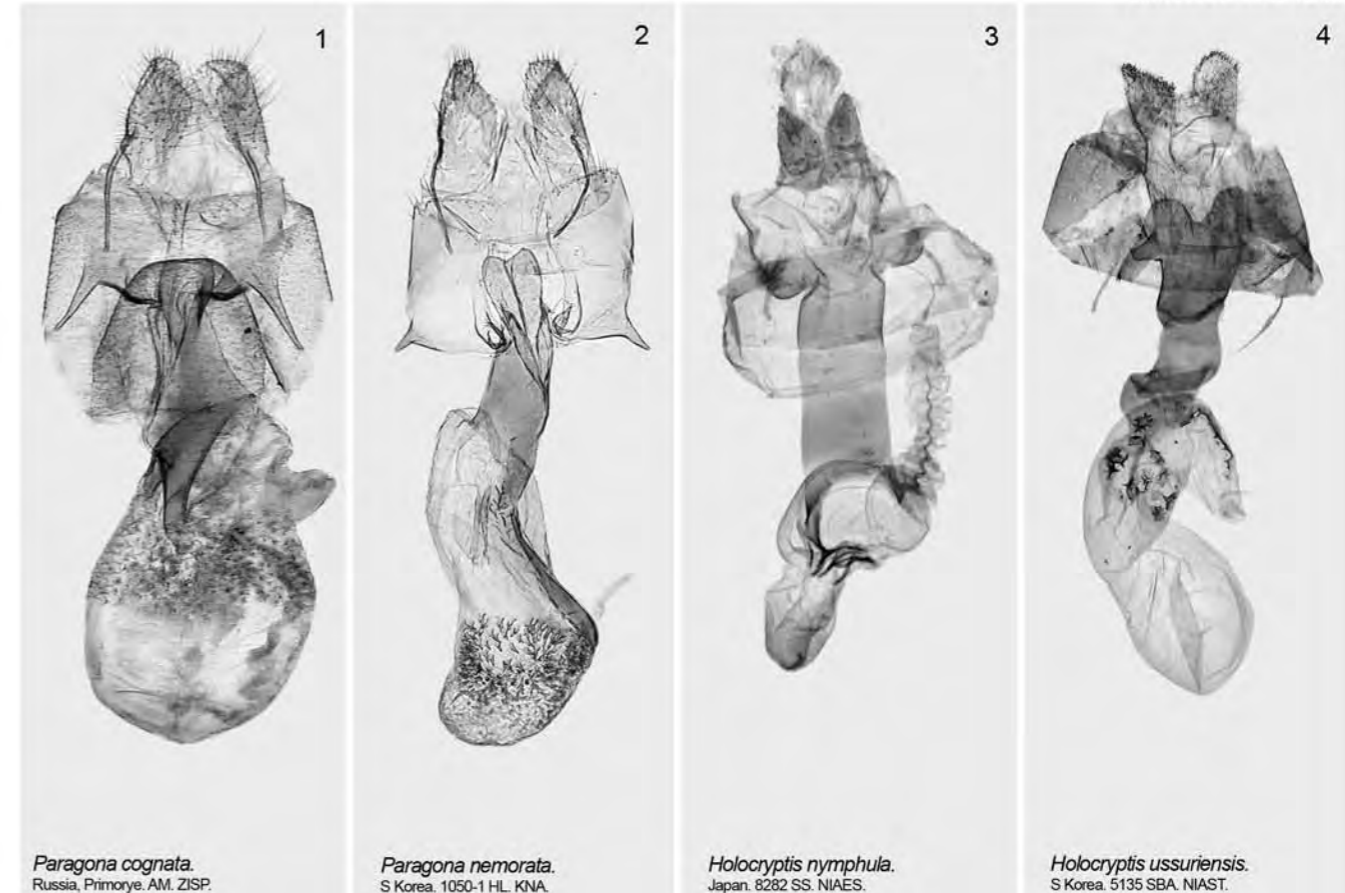 1
2
3
4
Paragona cognata.
Russia, Primorye. AM. ZISP.
Paragona nemorata.
S Korea. 1050-1 HL. KNA.
Holocryptis nymphula.
Japan. 8282 SS. NIAES.
Holocryptis ussuriensis.
S Korea. 5135 SBA. NIAST.